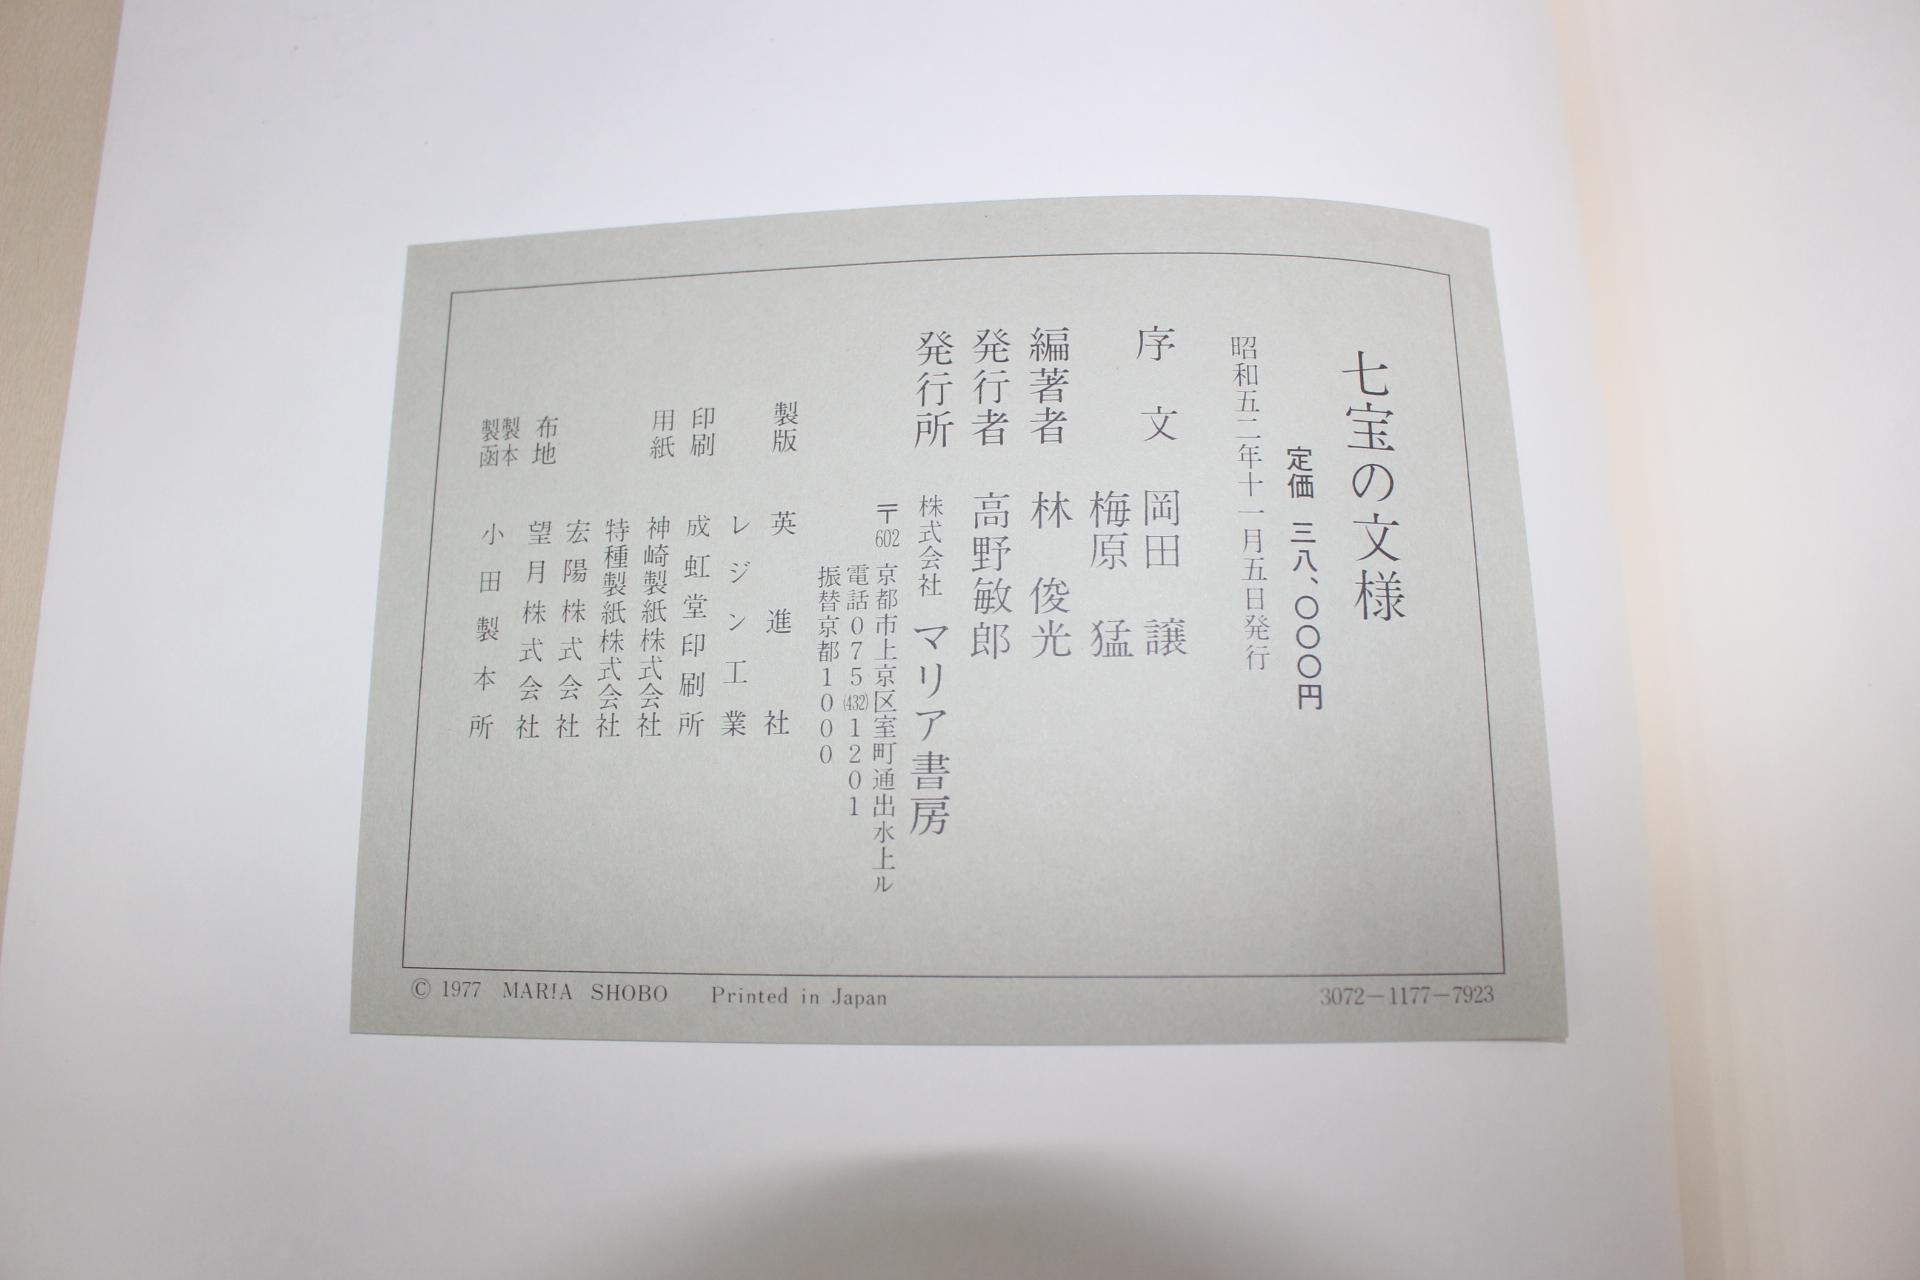 七宝の文様
定価 三八、〇〇〇円
昭和五二年十一月五日発行
序文 岡田 譲
梅原 猛
編著者 林 俊光
発行者 高野敏郎
発行所 株式会社 マリア書房
〒602 京都市上京区室町通出水上ル
電話075(432)1201
振替京都1000
製版 英進社
レジン工業
印刷 成虹堂印刷所
用紙 神崎製紙株式会社
特種製紙株式会社
布地 宏陽株式会社
望月株式会社
製本
製函 小田製本所
© 1977 MARIA SHOBO Printed in Japan
3072-1177-7923